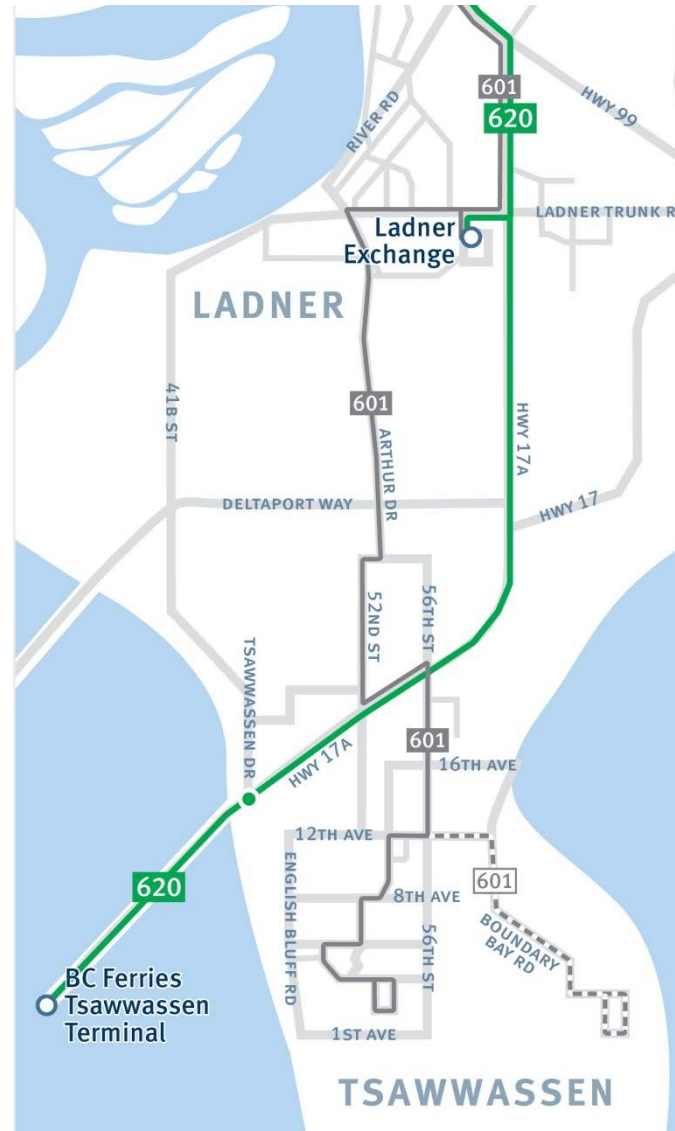 601
620
HWY 99
RIVER RD
LADNER TRUNK R
Ladner
Exchange
LADNER
41B ST
601
ARTHUR DR
HWY 17A
DELTAPORT WAY
HWY 17
52ND ST
56TH ST
TSAWWASSEN DR
601
HWY 17A
16TH AVE
12TH AVE
620
ENGLISH BLUFF RD
8TH AVE
601
56TH ST
BOUNDARY
BAY RD
BC Ferries
Tsawwassen
Terminal
1ST AVE
TSAWWASSEN